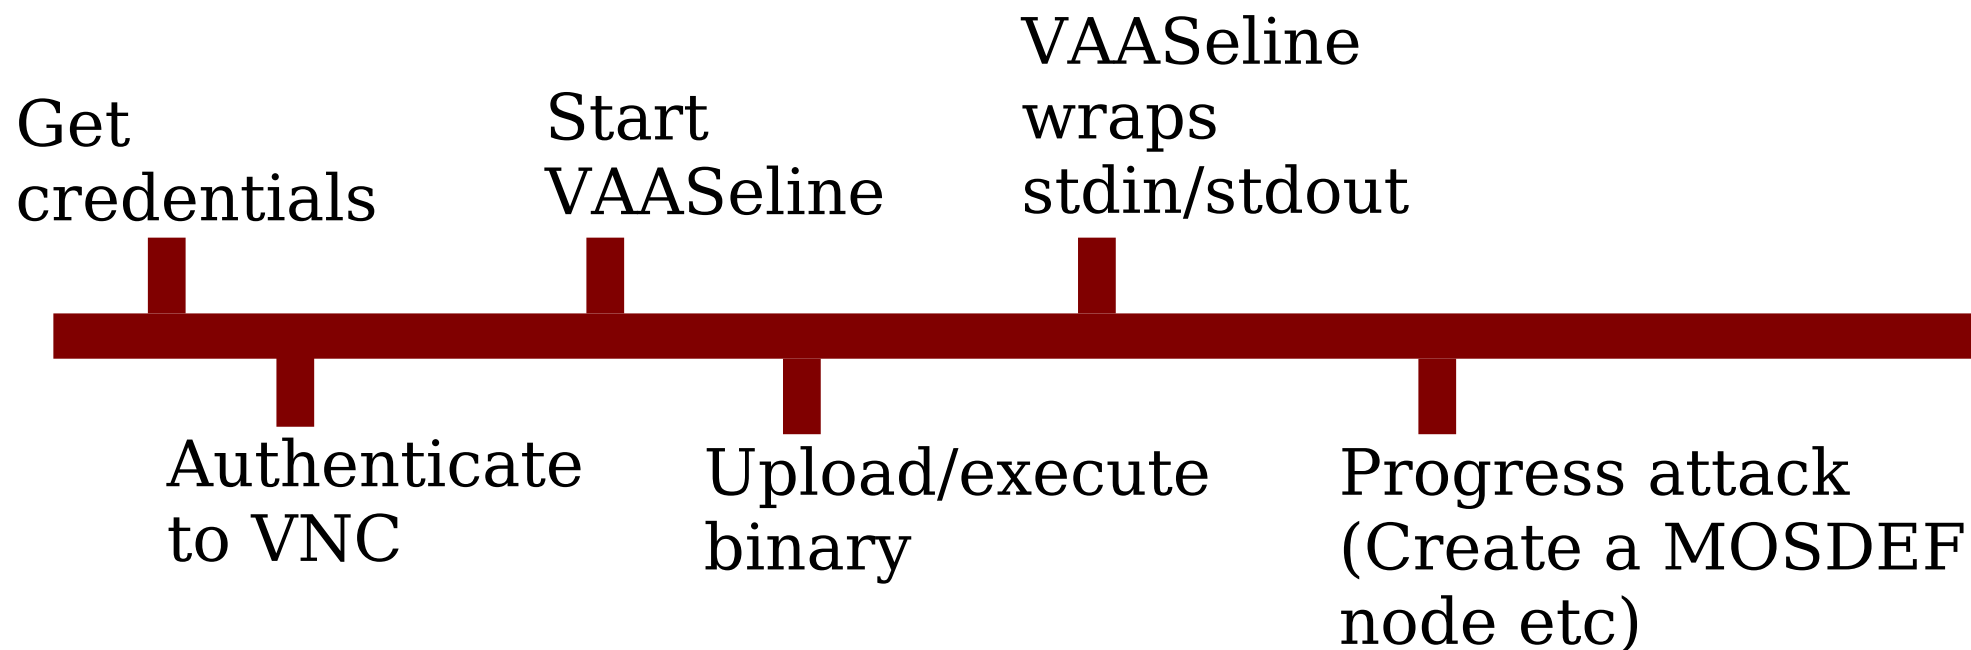 Get
credentials
Authenticate
to VNC
Start
VAASeline
Upload/execute
binary
VAASeline
wraps
stdin/stdout
Progress attack
(Create a MOSDEF
node etc)